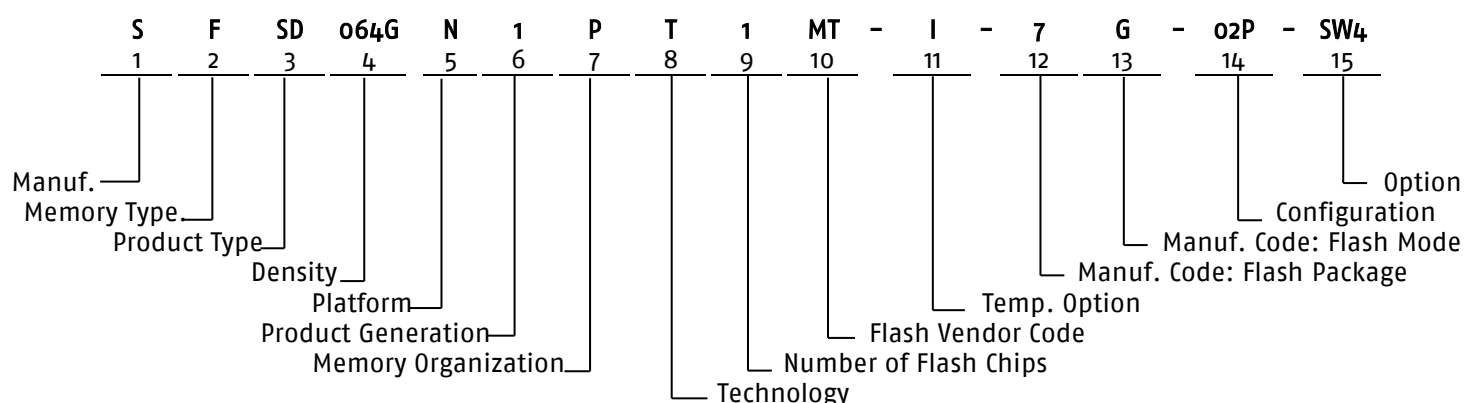 S F SD 064G N 1 P T 1 MT – I – 7 G – 02P – SW4
1 2 3 4 5 6 7 8 9 10 11 12 13 14 15
Manuf. Option
Memory Type. Configuration
Product Type Manuf. Code: Flash Mode
Density Manuf. Code: Flash Package
Platform Temp. Option
Product Generation Flash Vendor Code
Memory Organization Number of Flash Chips
Technology